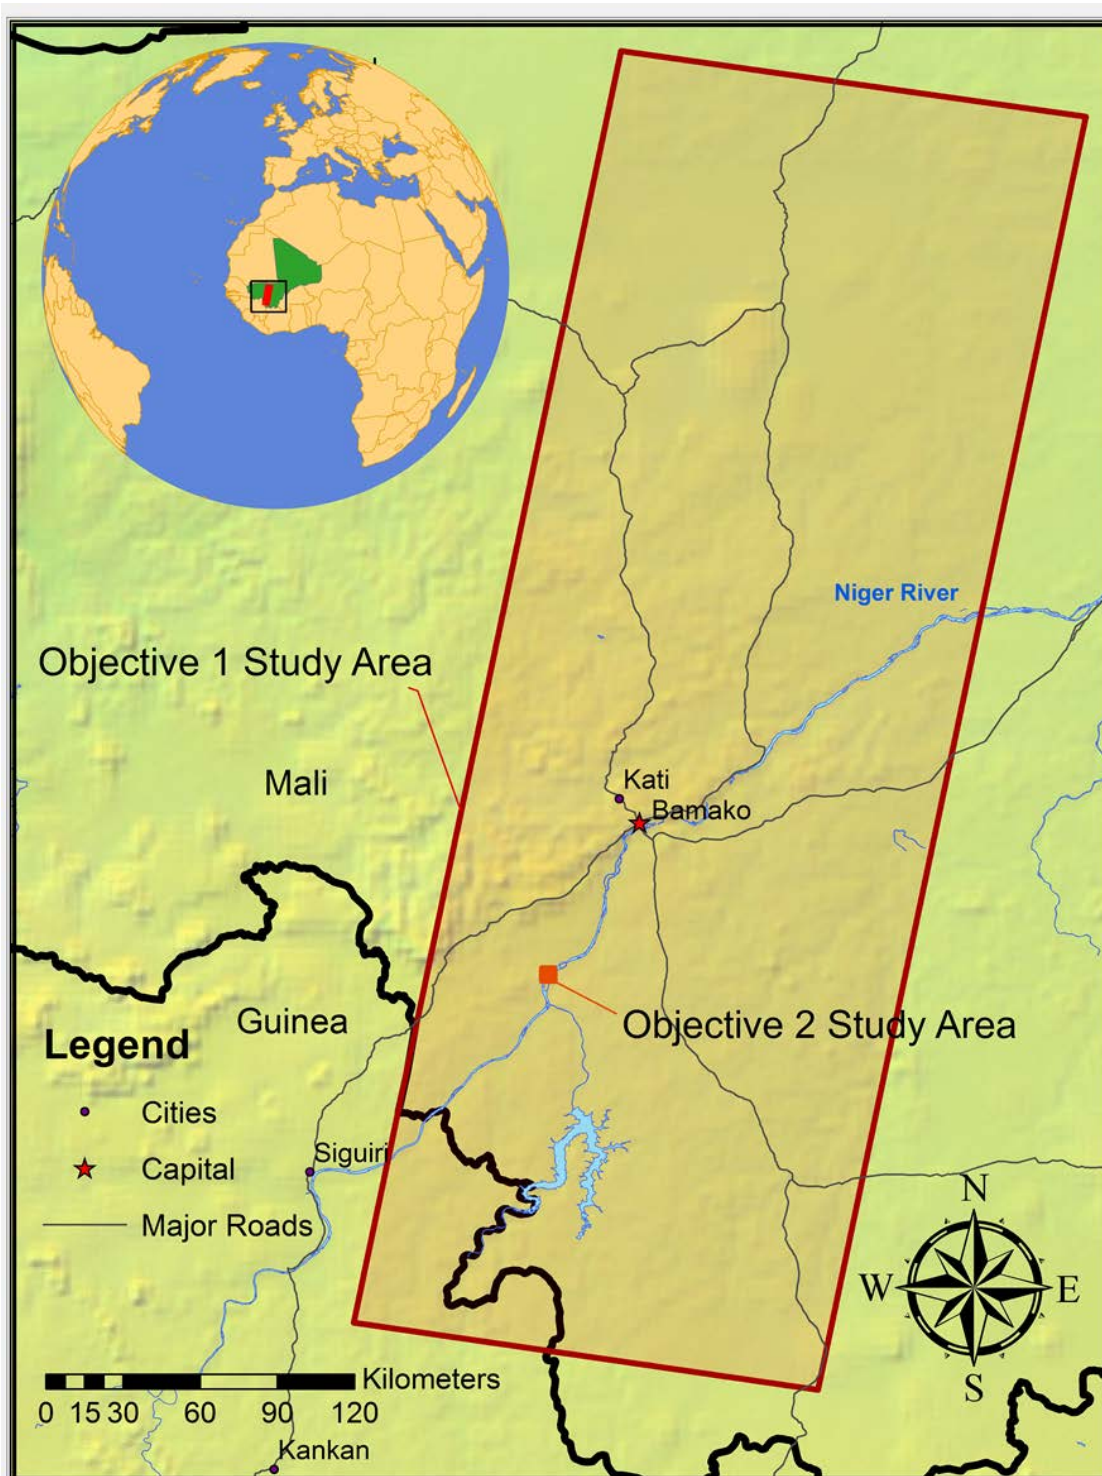 Niger River
Objective 1 Study Area
Mali
Kati
Bamako
Guinea
Objective 2 Study Area
Legend
Cities
Siguiri
Capital
Major Roads
N
W
E
S
Kilometers
0 15 30 60 90 120
Kankan